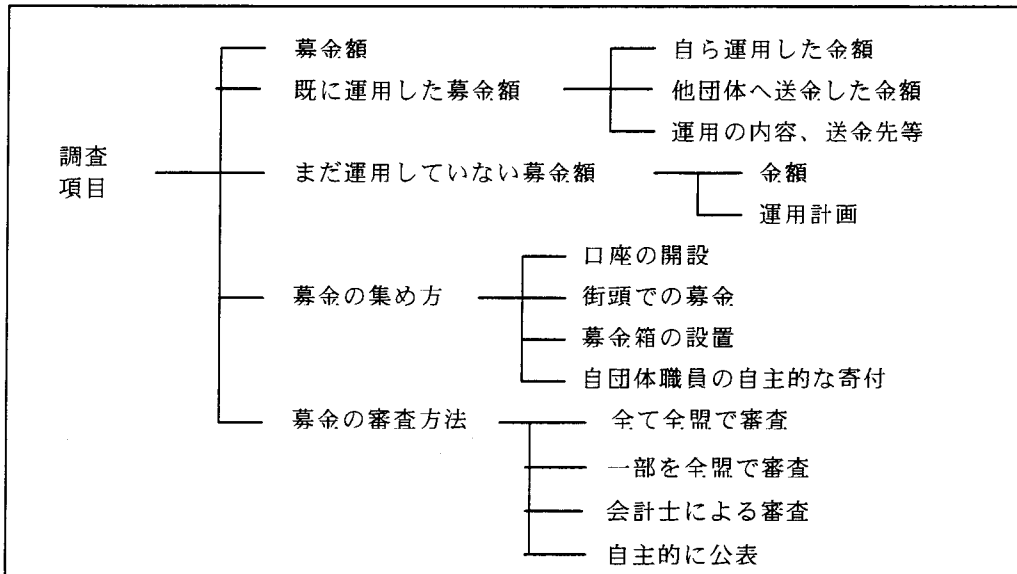 募金額
自ら運用した金額
既に運用した募金額
他団体へ送金した金額
運用の内容、送金先等
調査
項目
まだ運用していない募金額
金額
運用計画
口座の開設
募金の集め方
街頭での募金
募金箱の設置
自団体職員の自主的な寄付
募金の審査方法
全て全盟で審査
一部を全盟で審査
会計士による審査
自主的に公表